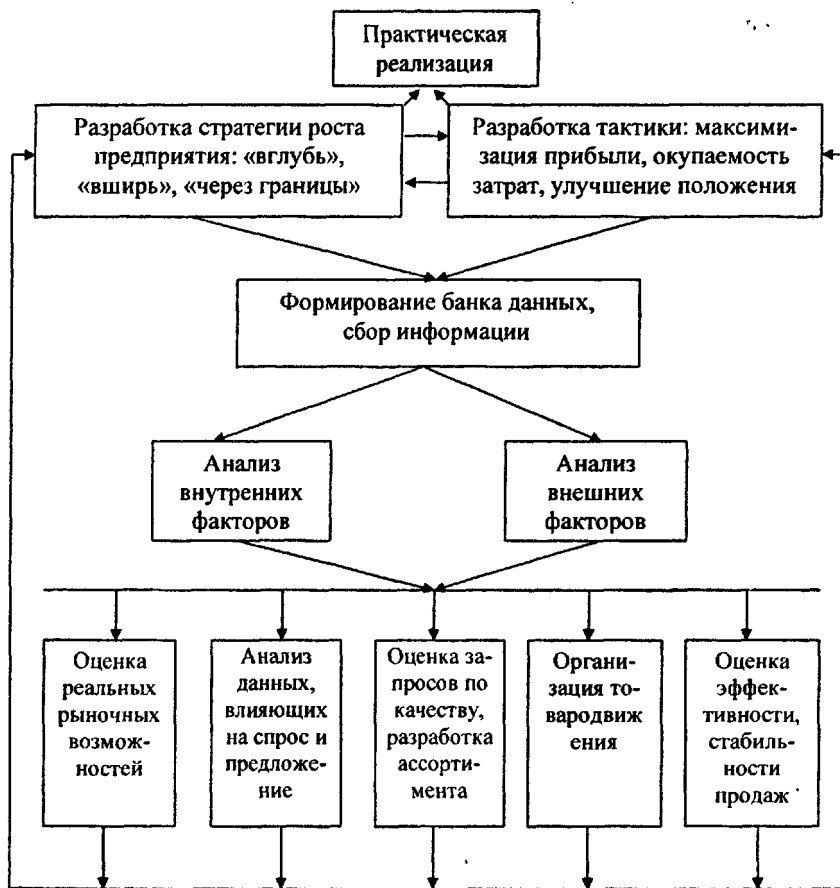 Практическая
реализация
Разработка стратегии роста
предприятия: «вглубь»,
«вширь», «через границы»
Разработка тактики: максими-
зация прибыли, окупаемость
затрат, улучшение положения
Формирование банка данных,
сбор информации
Анализ
внутренних
факторов
Анализ
внешних
факторов
Оценка
реальных
рыночных
возмож-
ностей
Анализ
данных,
влияющих
на спрос и
предложе-
ние
Оценка за-
просов по
качеству,
разработка
ассорти-
мента
Органи-
зация то-
вародвиж
ения
Оценка
эффек-
тивности,
стабиль-
ности
продаж